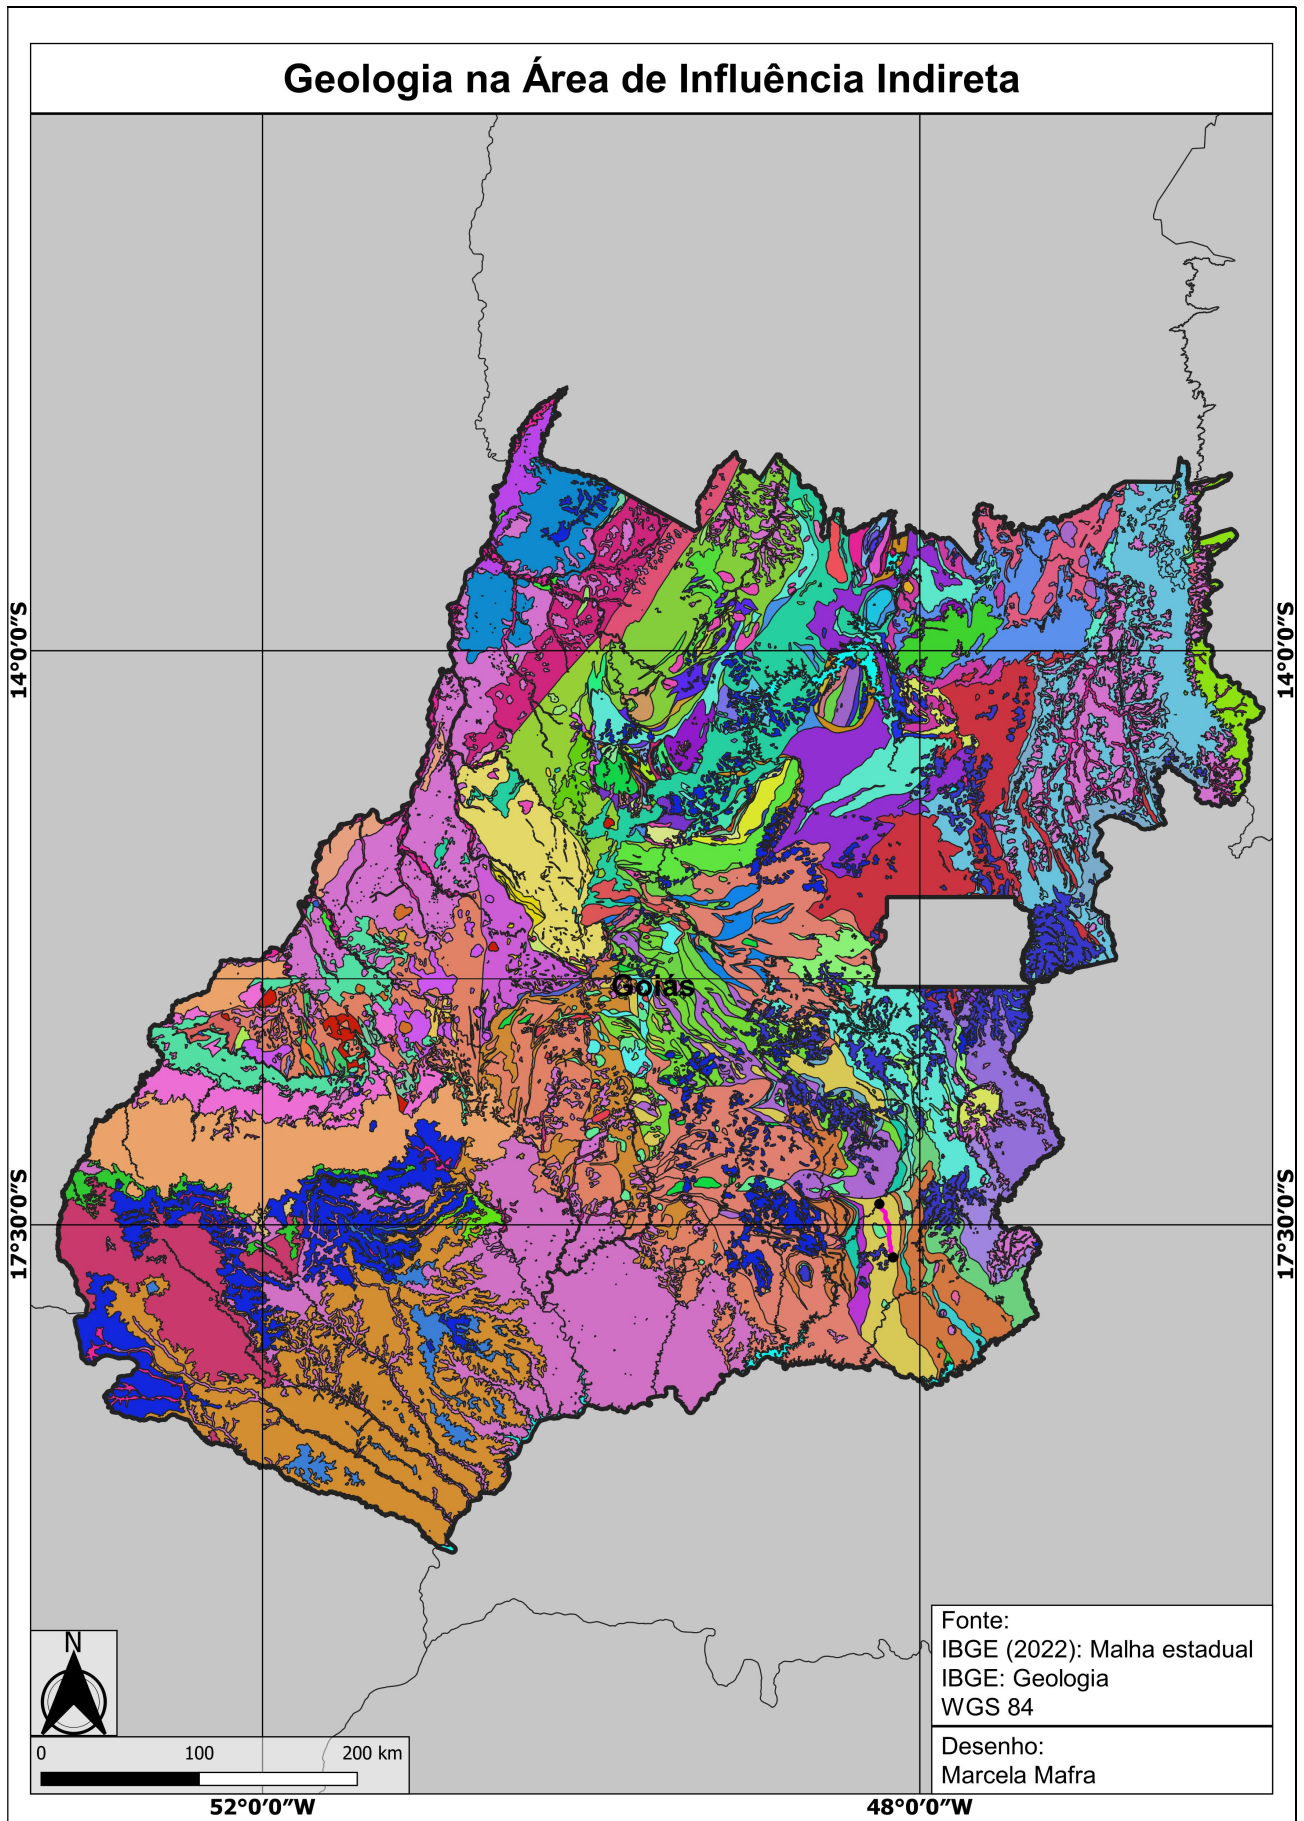 Geologia na Área de Influência Indireta
14°0′0″S
14°0′0″S
Goiás
17°30′0″S
17°30′0″S
N
0 100 200 km
Fonte:
IBGE (2022): Malha estadual
IBGE: Geologia
WGS 84
Desenho:
Marcela Mafra
52°0′0″W
48°0′0″W